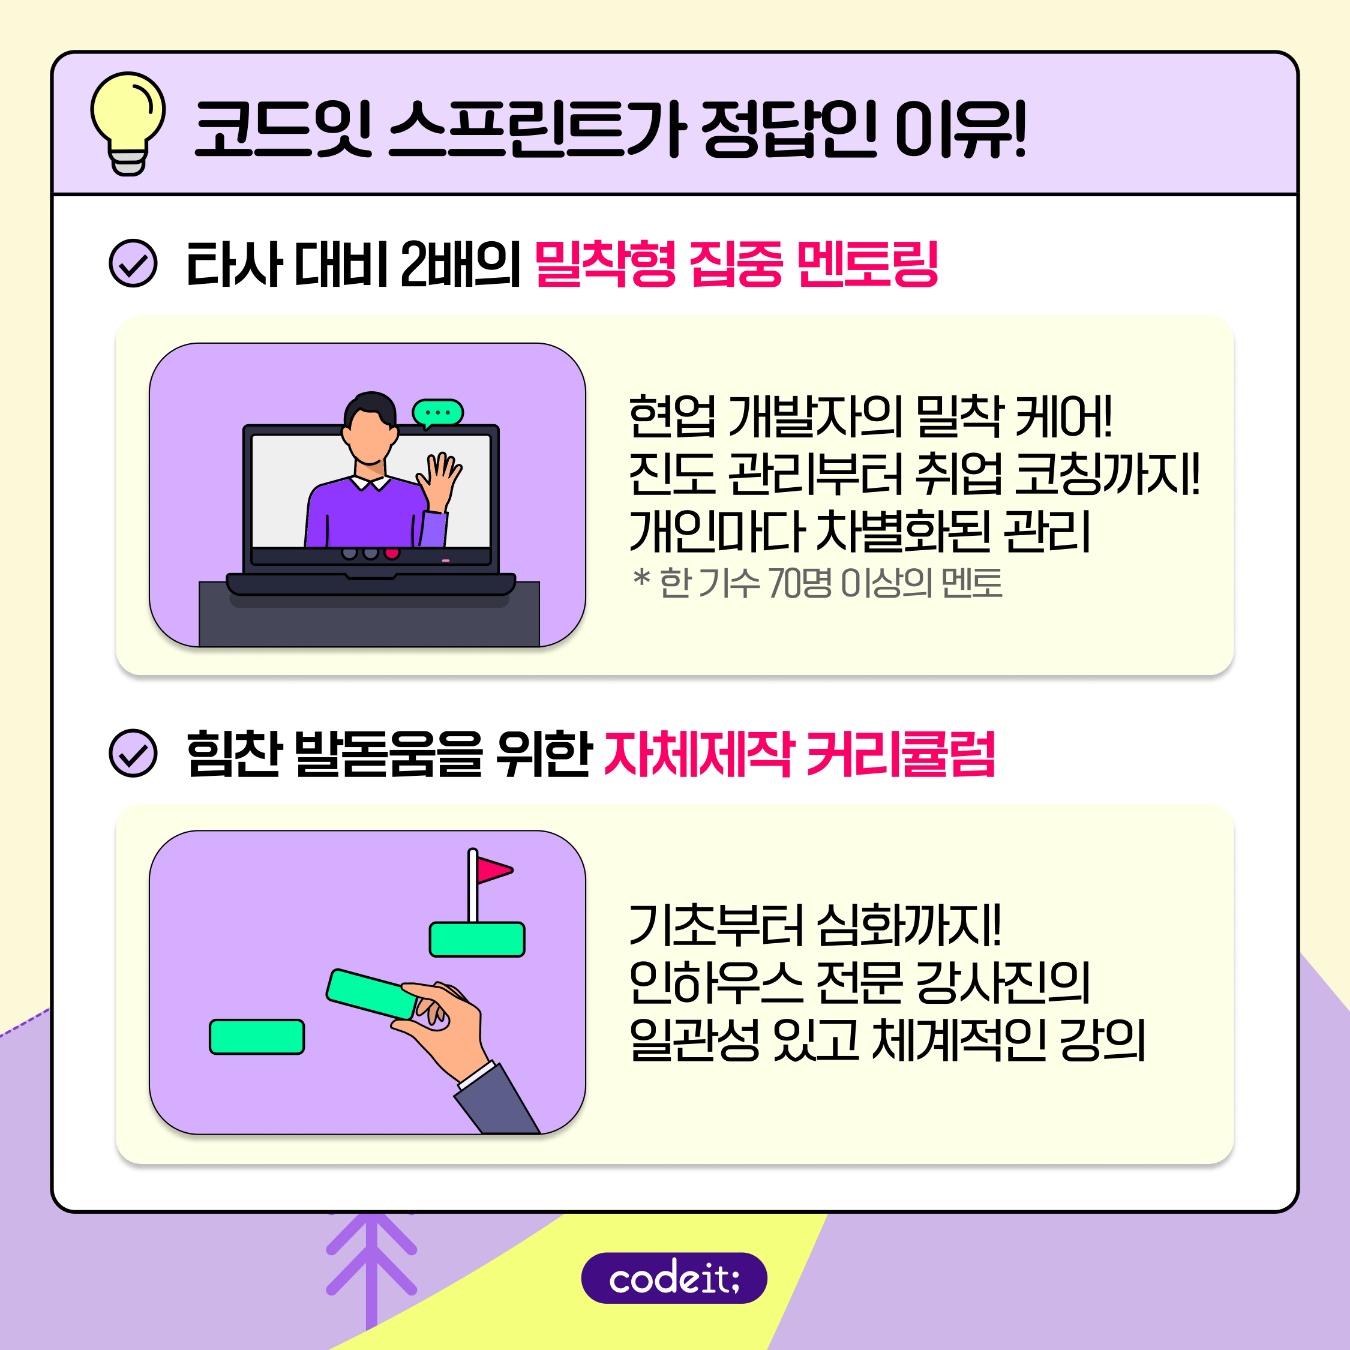 코드잇 스프린트가 정답인 이유!
타사 대비 2배의 밀착형 집중 멘토링
현업 개발자의 밀착 케어!
진도 관리부터 취업 코칭까지!
개인마다 차별화된 관리
* 한 기수 70명 이상의 멘토
힘찬 발돋움을 위한 자체제작 커리큘럼
기초부터 심화까지!
인하우스 전문 강사진의
일관성 있고 체계적인 강의
codeit;